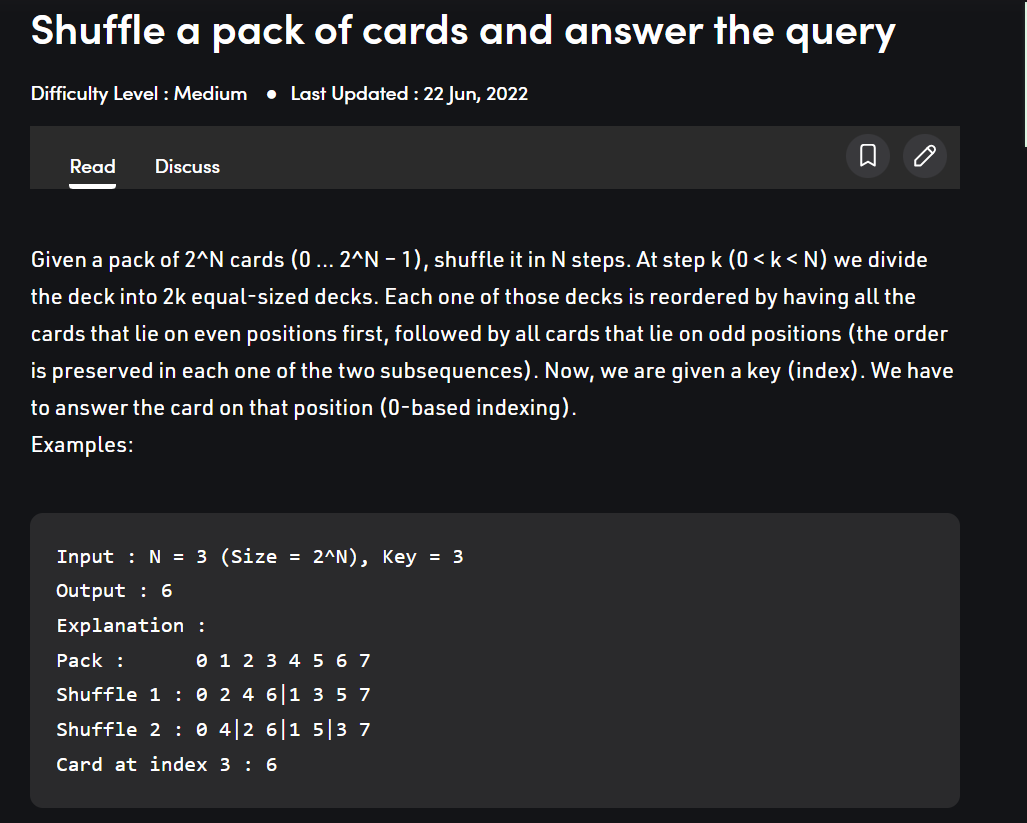 Shuffle a pack of cards and answer the query
Difficulty Level : Medium ● Last Updated : 22 Jun, 2022
Read Discuss
Given a pack of 2^N cards (0 ... 2^N – 1), shuffle it in N steps. At step k (0 < k < N) we divide
the deck into 2k equal-sized decks. Each one of those decks is reordered by having all the
cards that lie on even positions first, followed by all cards that lie on odd positions (the order
is preserved in each one of the two subsequences). Now, we are given a key (index). We have
to answer the card on that position (0-based indexing).
Examples:
Input : N = 3 (Size = 2^N), Key = 3
Output : 6
Explanation :
Pack :      0 1 2 3 4 5 6 7
Shuffle 1 : 0 2 4 6|1 3 5 7
Shuffle 2 : 0 4|2 6|1 5|3 7
Card at index 3 : 6